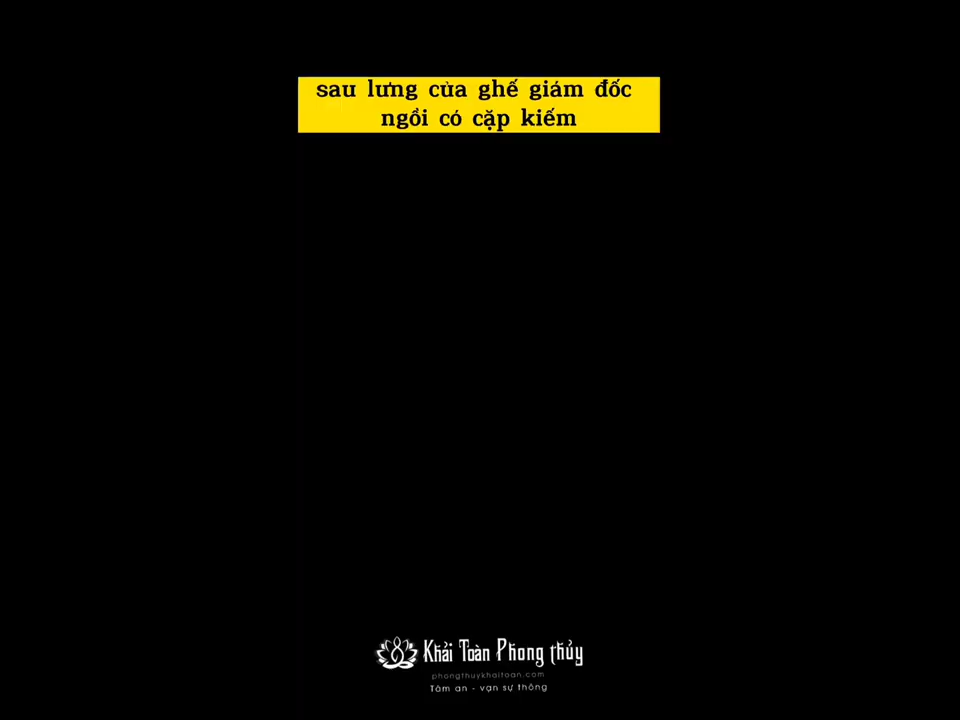 sau lưng của ghế giám đốc
ngồi có cặp kiếm
Khải Toàn Phong thủy
phongthuykhaitoan.com
Tâm an - vạn sự thông